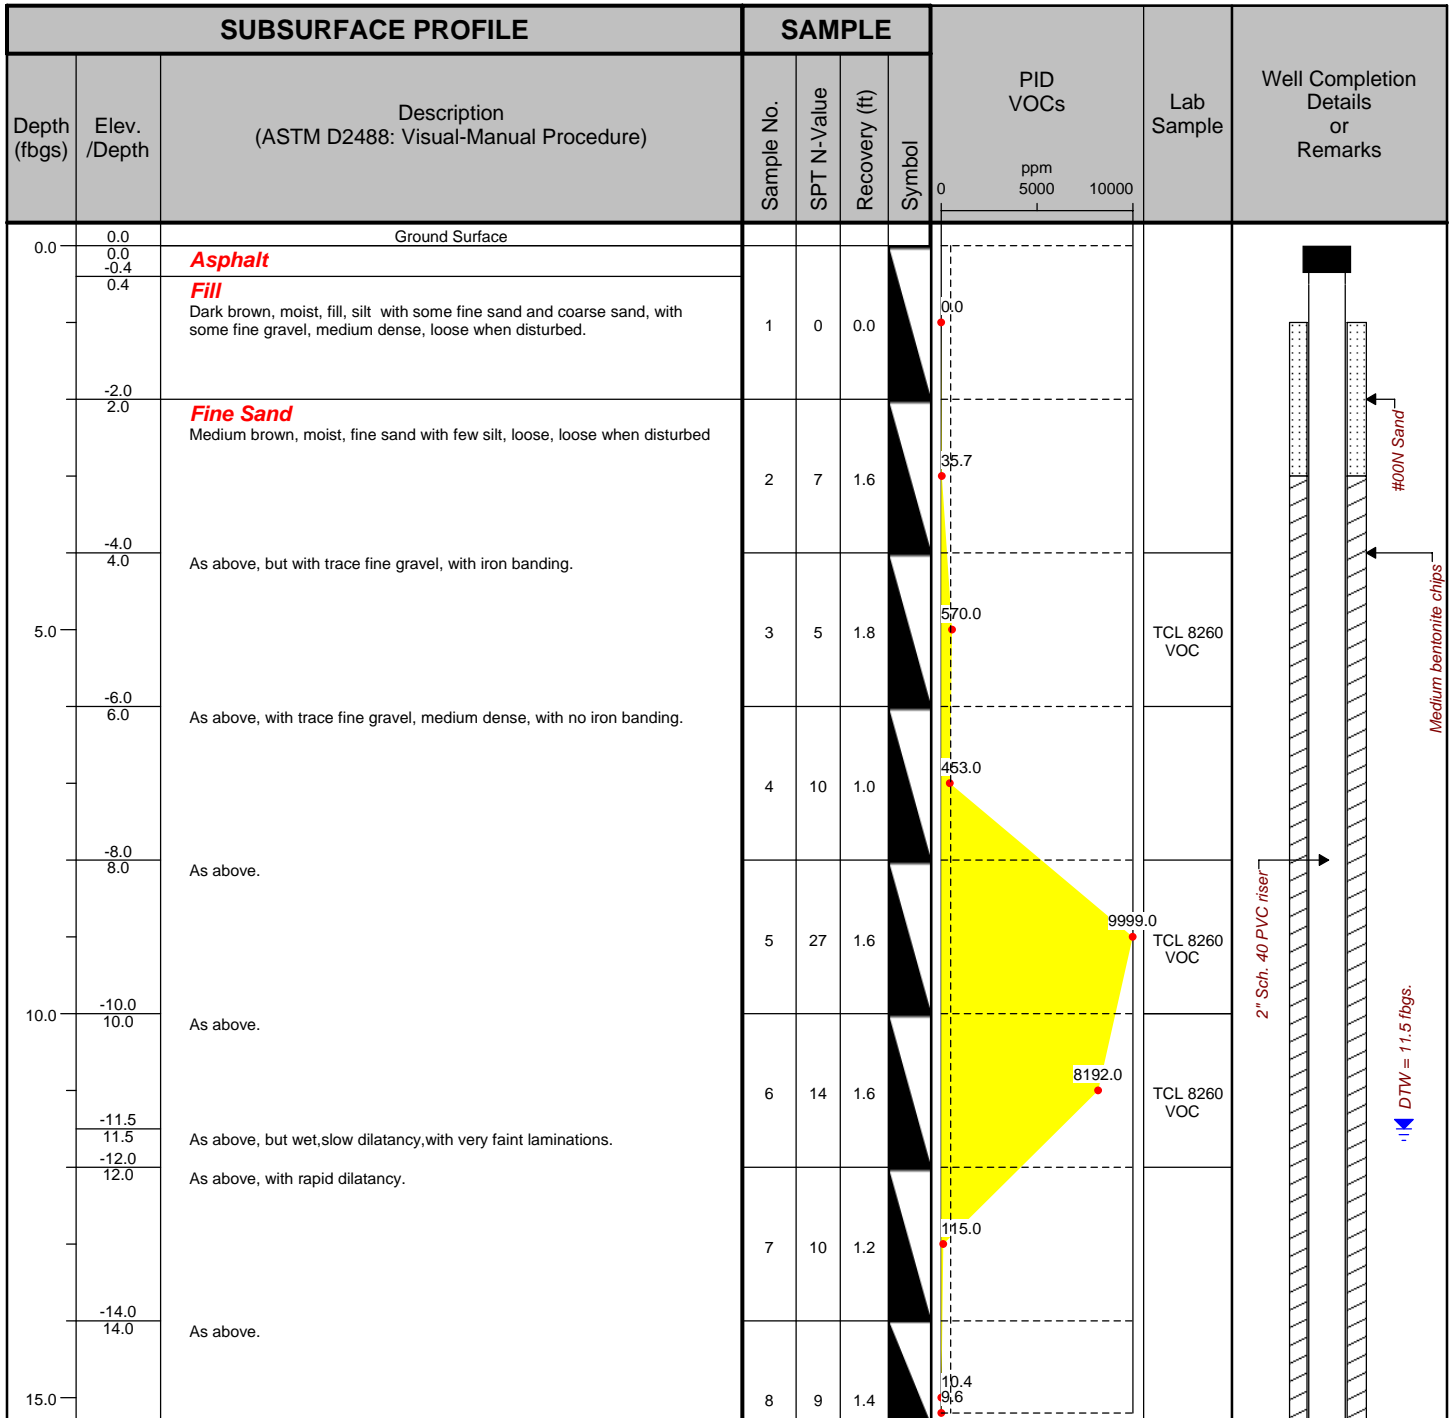 SUBSURFACE PROFILE
SAMPLE
Depth
(fbgs)
Elev.
/Depth
Description
(ASTM D2488: Visual-Manual Procedure)
Sample No.
SPT N-Value
Recovery (ft)
Symbol
PID
VOCs
ppm
0 5000 10000
Lab
Sample
Well Completion
Details
or
Remarks
0.0
0.0
Ground Surface
0.0
-0.4
Asphalt
0.4
Fill
Dark brown, moist, fill, silt with some fine sand and coarse sand, with
some fine gravel, medium dense, loose when disturbed.
1 0 0.0
0.0
-2.0
2.0
Fine Sand
Medium brown, moist, fine sand with few silt, loose, loose when disturbed
2 7 1.6
35.7
#00N Sand
-4.0
4.0
As above, but with trace fine gravel, with iron banding.
5.0
3 5 1.8
570.0
TCL 8260
VOC
Medium bentonite chips
-6.0
6.0
As above, with trace fine gravel, medium dense, with no iron banding.
4 10 1.0
453.0
-8.0
8.0
As above.
5 27 1.6
9999.0
TCL 8260
VOC
2" Sch. 40 PVC riser
10.0
-10.0
10.0
As above.
6 14 1.6
8192.0
TCL 8260
VOC
DTW = 11.5 fbgs.
-11.5
11.5
As above, but wet,slow dilatancy,with very faint laminations.
-12.0
12.0
As above, with rapid dilatancy.
7 10 1.2
115.0
-14.0
14.0
As above.
15.0
8 9 1.4
10.4
9.6